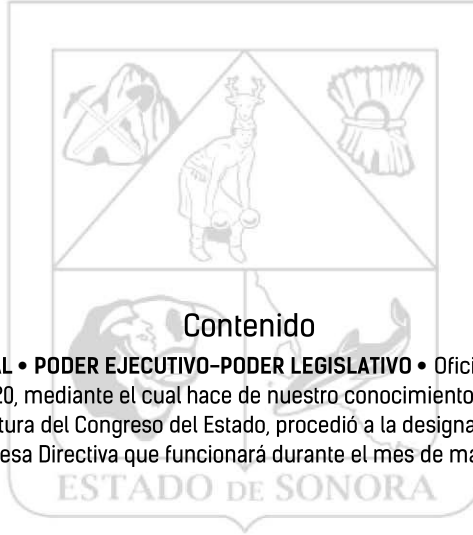 Contenido
AL • PODER EJECUTIVO-PODER LEGISLATIVO • Ofici
20, mediante el cual hace de nuestro conocimiento
tura del Congreso del Estado, procedió a la designa
esa Directiva que funcionará durante el mes de ma
ESTADO DE SONORA